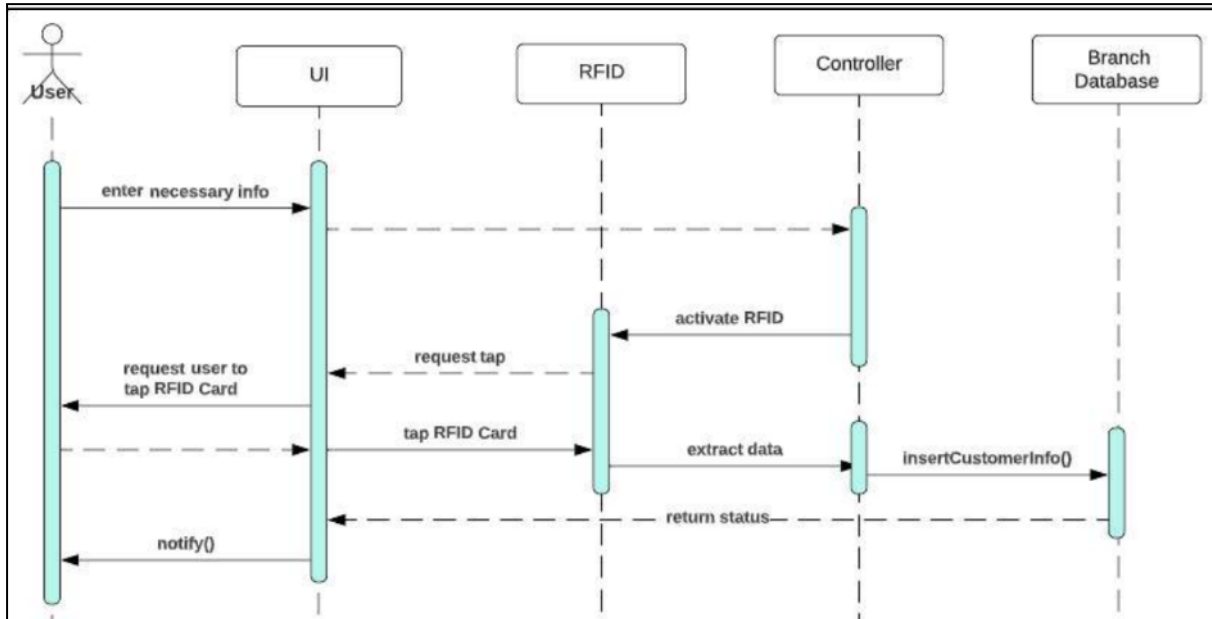 User
UI
RFID
Controller
Branch
Database
enter necessary info
activate RFID
request tap
request user to
tap RFID Card
tap RFID Card
extract data
insertCustomerInfo()
return status
notify()